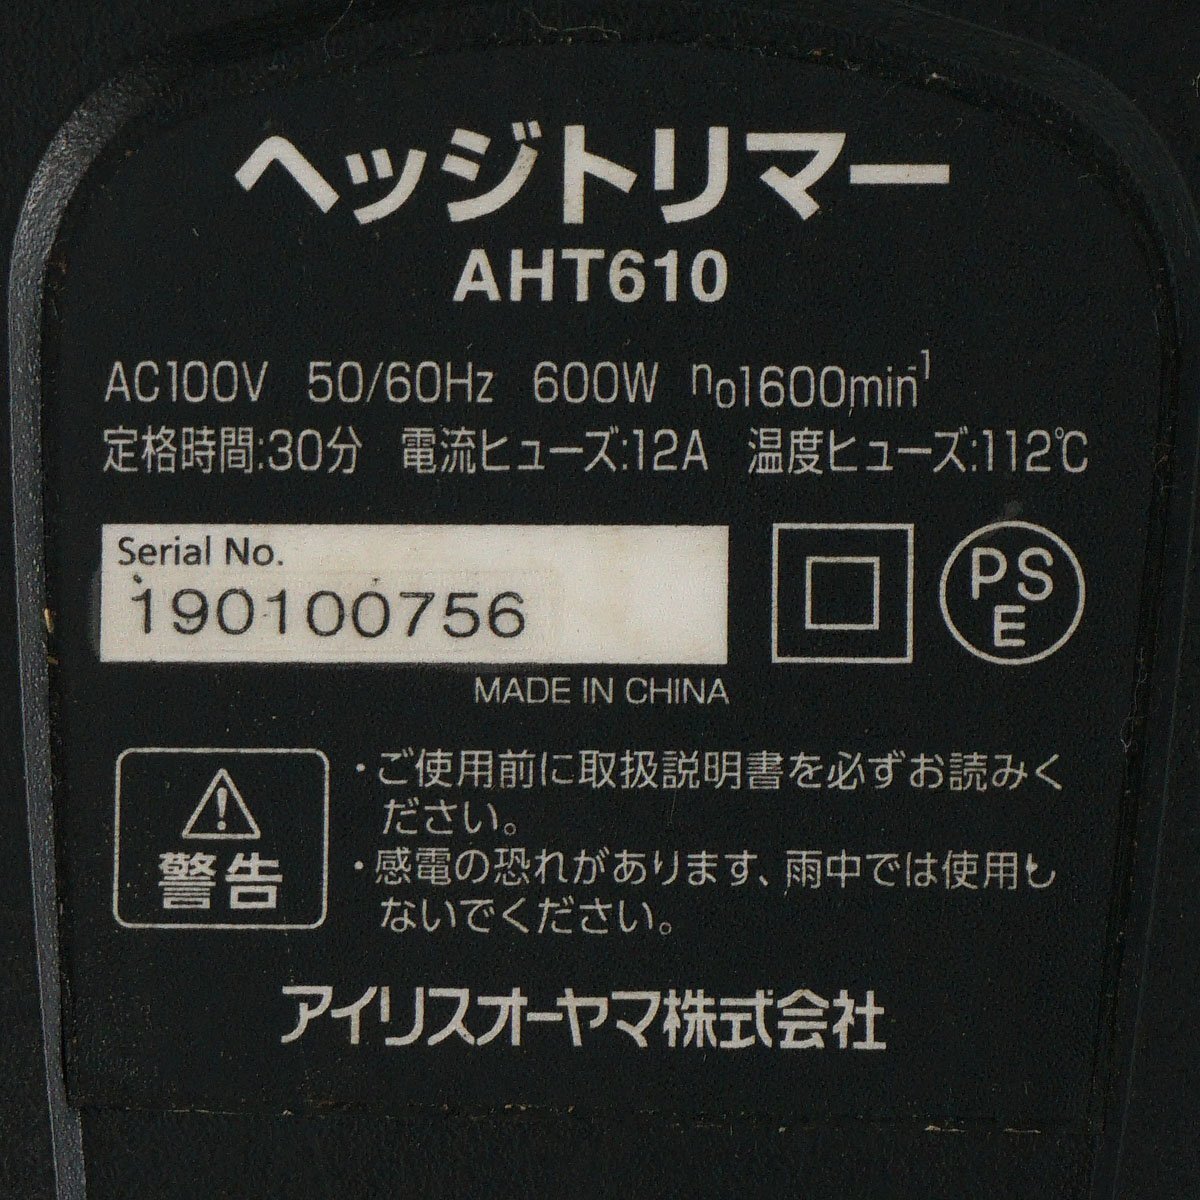 ヘッジトリマー
AHT610
AC100V 50/60Hz 600W n₀1600min⁻¹
定格時間:30分 電流ヒューズ:12A 温度ヒューズ:112℃
Serial No.
190100756
PS
E
MADE IN CHINA
警告
・ご使用前に取扱説明書を必ずお読みく
ださい。
・感電の恐れがあります、雨中では使用し
ないでください。
アイリスオーヤマ株式会社